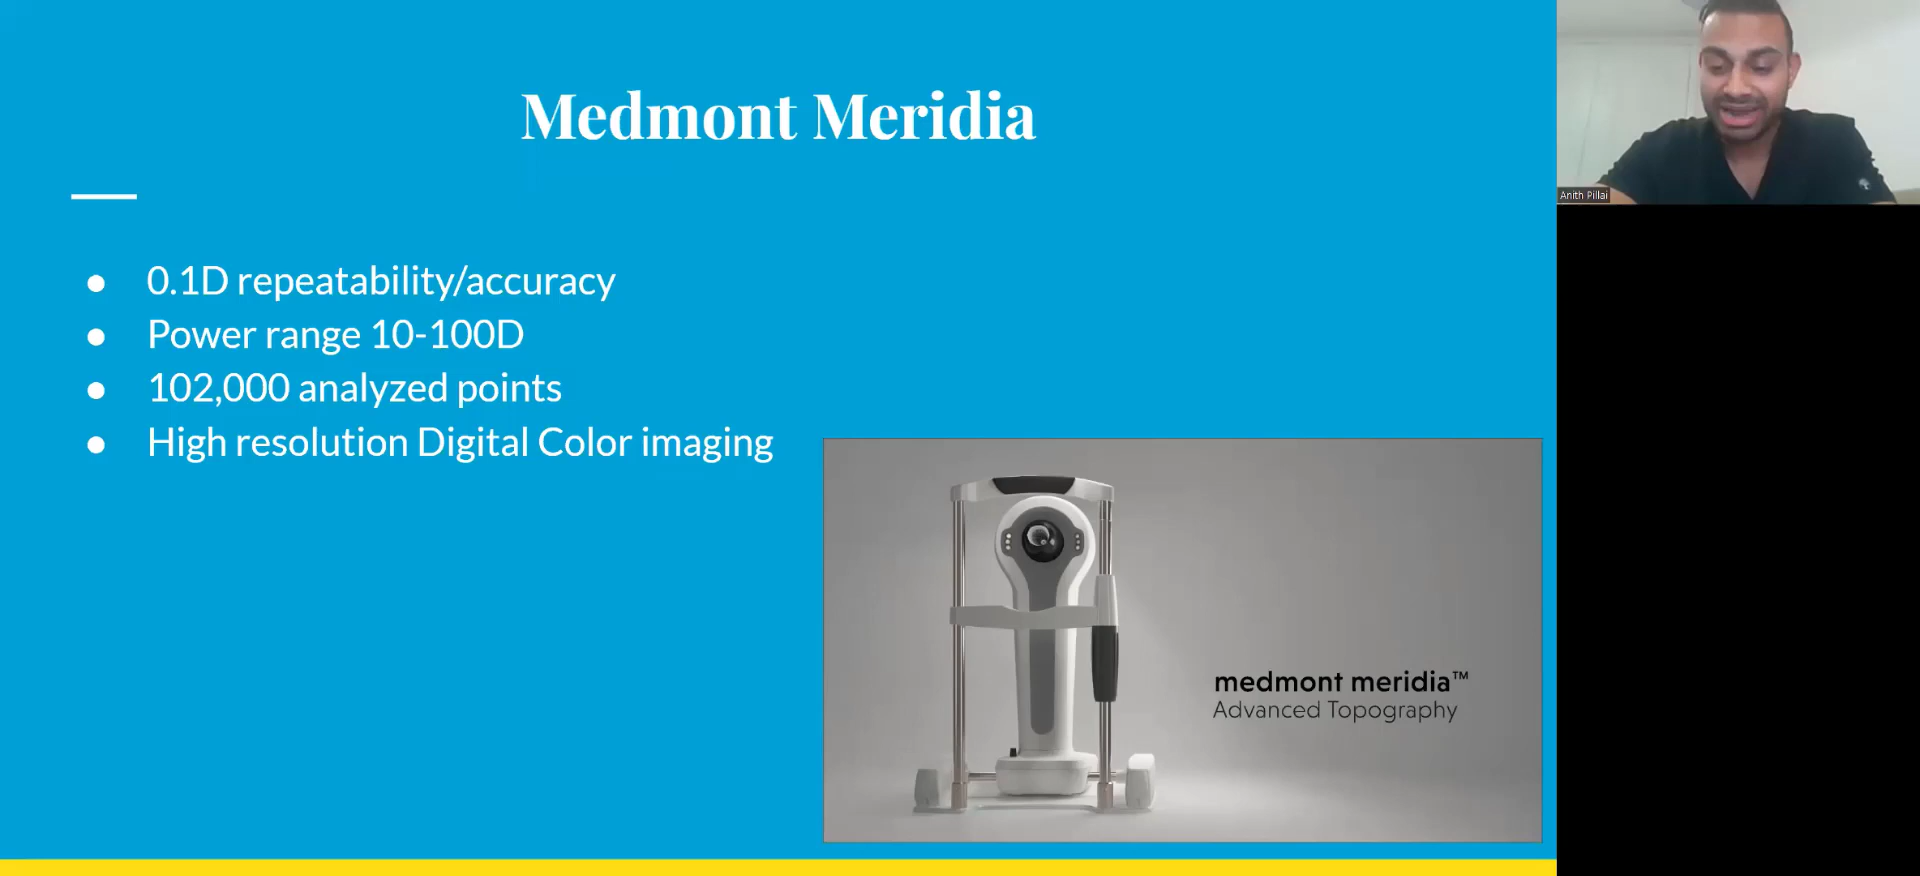 Medmont Meridia
● 0.1D repeatability/accuracy
● Power range 10-100D
● 102,000 analyzed points
● High resolution Digital Color imaging
medmont meridia™
Advanced Topography
Anith Pillai